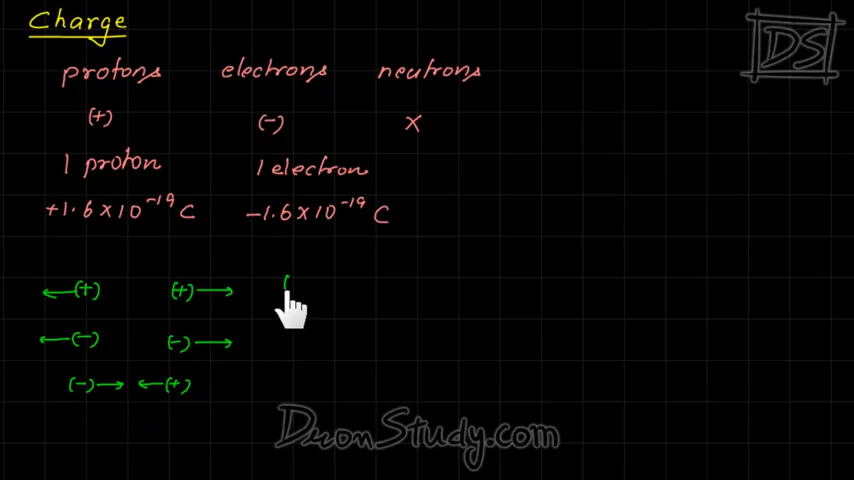 Charge
DS
protons electrons neutrons
(+) (-) X
1 proton 1 electron
+1.6×10⁻¹⁹ C -1.6×10⁻¹⁹ C
←(+) (+)→
←(-) (-)→
(-)→ ←(+)
DronStudy.com